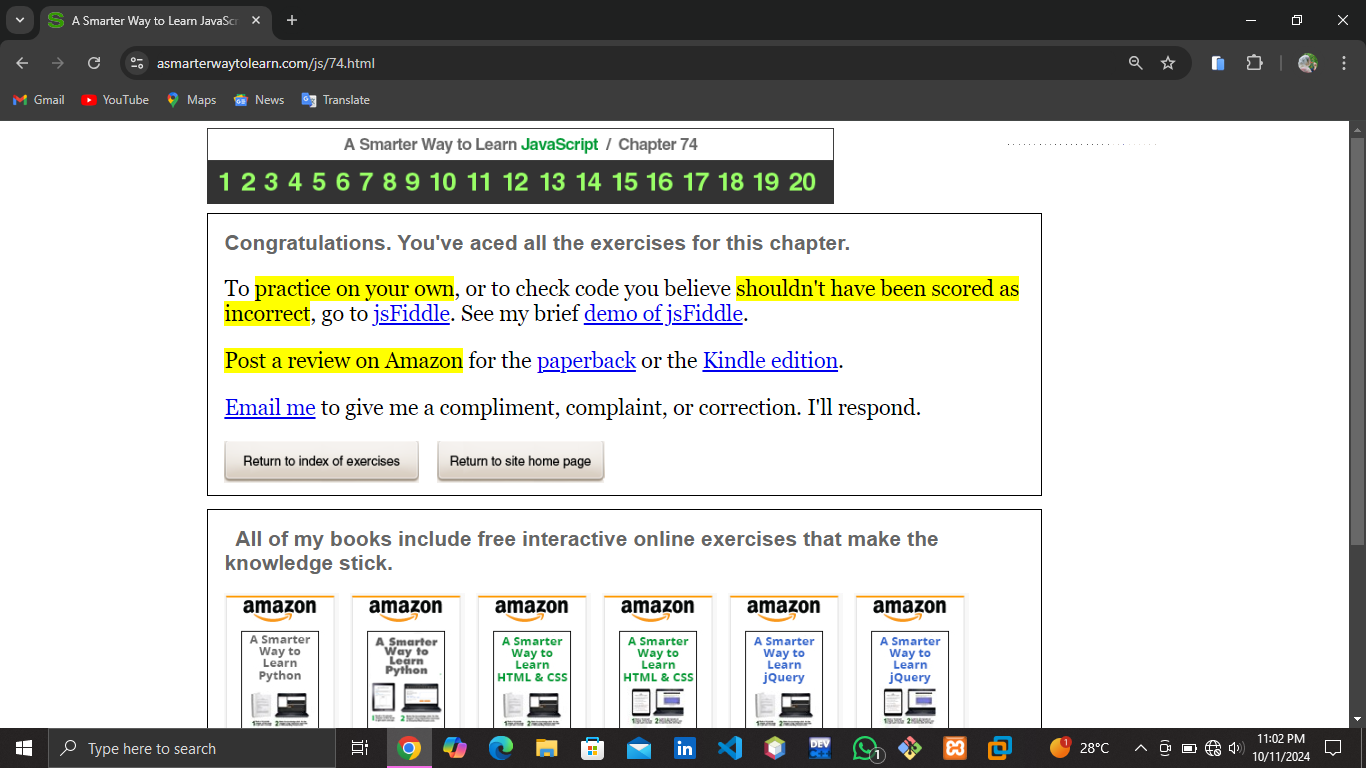 A Smarter Way to Learn JavaSc
asmarterwaytolearn.com/js/74.html
Gmail YouTube Maps News Translate
A Smarter Way to Learn JavaScript / Chapter 74
1 2 3 4 5 6 7 8 9 10 11 12 13 14 15 16 17 18 19 20
Congratulations. You've aced all the exercises for this chapter.
To practice on your own, or to check code you believe shouldn't have been scored as
incorrect, go to jsFiddle. See my brief demo of jsFiddle.
Post a review on Amazon for the paperback or the Kindle edition.
Email me to give me a compliment, complaint, or correction. I'll respond.
Return to index of exercises Return to site home page
All of my books include free interactive online exercises that make the
knowledge stick.
amazon amazon amazon amazon amazon amazon
A Smarter A Smarter A Smarter A Smarter A Smarter A Smarter
Way to Way to Way to Way to Way to Way to
Learn Learn Learn Learn Learn Learn
Python Python HTML & CSS HTML & CSS jQuery jQuery
Type here to search
in
DEV
1
1
28°C
11:02 PM
10/11/2024